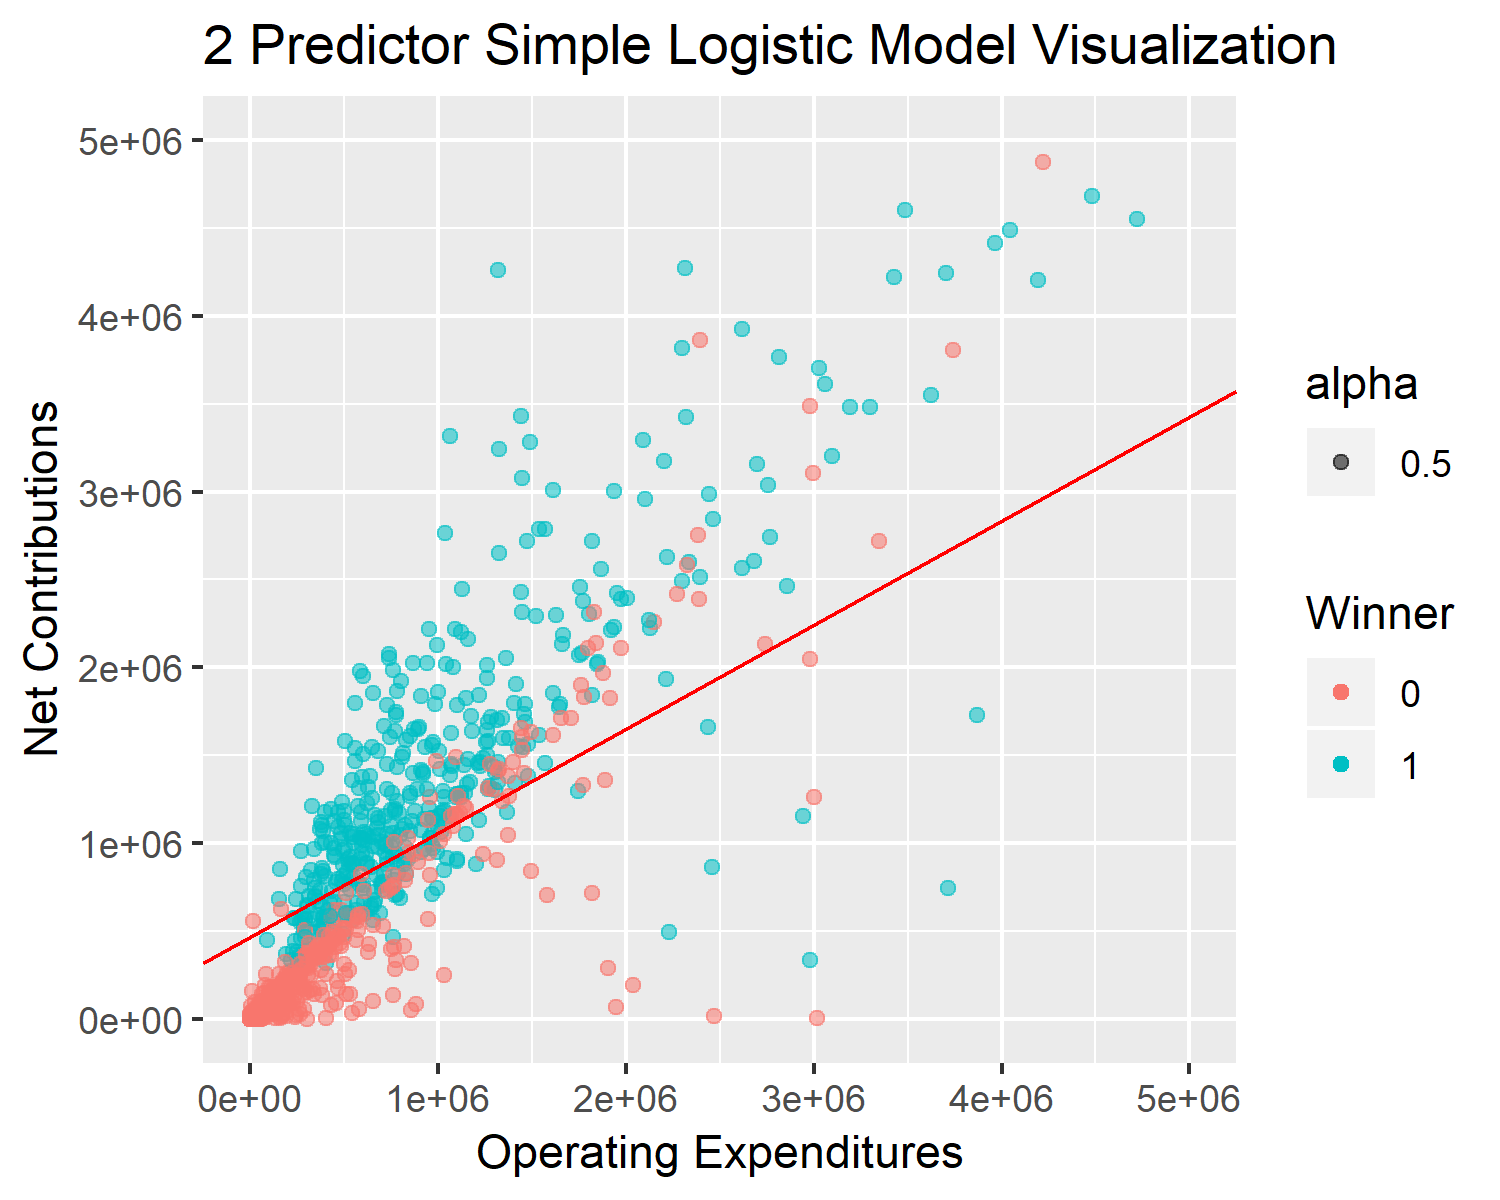 2 Predictor Simple Logistic Model Visualization
Net Contributions
5e+06
4e+06
3e+06
2e+06
1e+06
0e+00
0e+00
1e+06
2e+06
3e+06
4e+06
5e+06
Operating Expenditures
alpha
0.5
Winner
0
1